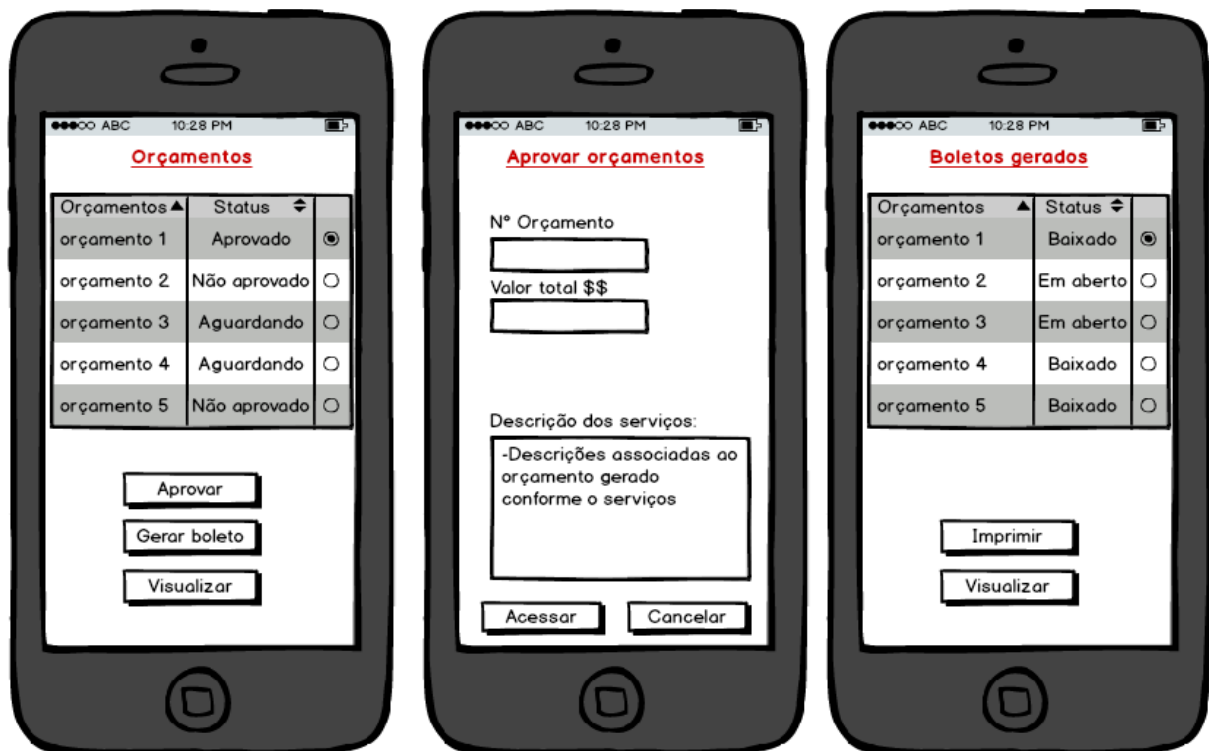 ABC 10:28 PM
Orçamentos
Orçamentos Status
orçamento 1 Aprovado
orçamento 2 Não aprovado
orçamento 3 Aguardando
orçamento 4 Aguardando
orçamento 5 Não aprovado
Aprovar
Gerar boleto
Visualizar
ABC 10:28 PM
Aprovar orçamentos
Nº Orçamento
Valor total $$
Descrição dos serviços:
-Descrições associadas ao
orçamento gerado
conforme o serviços
Acessar Cancelar
ABC 10:28 PM
Boletos gerados
Orçamentos Status
orçamento 1 Baixado
orçamento 2 Em aberto
orçamento 3 Em aberto
orçamento 4 Baixado
orçamento 5 Baixado
Imprimir
Visualizar